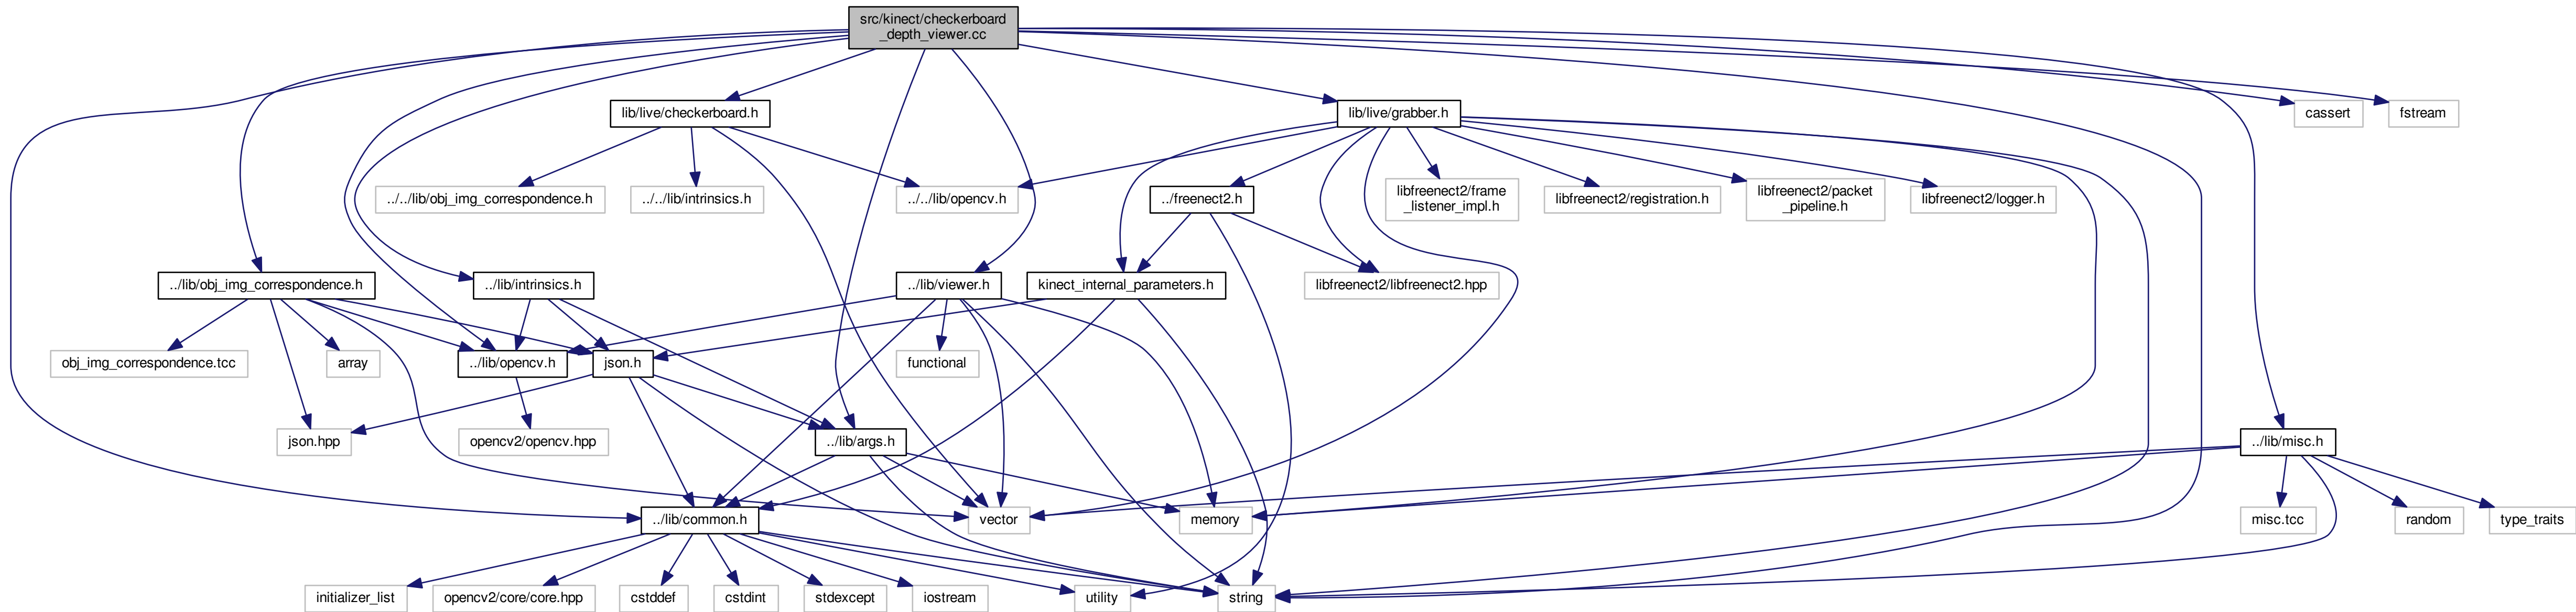 src/kinect/checkerboard
_depth_viewer.cc
lib/live/checkerboard.h
lib/live/grabber.h
cassert
fstream
../../lib/obj_img_correspondence.h
../../lib/intrinsics.h
../../lib/opencv.h
../freenect2.h
libfreenect2/frame
_listener_impl.h
libfreenect2/registration.h
libfreenect2/packet
_pipeline.h
libfreenect2/logger.h
../lib/obj_img_correspondence.h
../lib/intrinsics.h
../lib/viewer.h
kinect_internal_parameters.h
libfreenect2/libfreenect2.hpp
obj_img_correspondence.tcc
array
../lib/opencv.h
json.h
functional
json.hpp
opencv2/opencv.hpp
../lib/args.h
../lib/misc.h
../lib/common.h
vector
memory
misc.tcc
random
type_traits
initializer_list
opencv2/core/core.hpp
cstddef
cstdint
stdexcept
iostream
utility
string